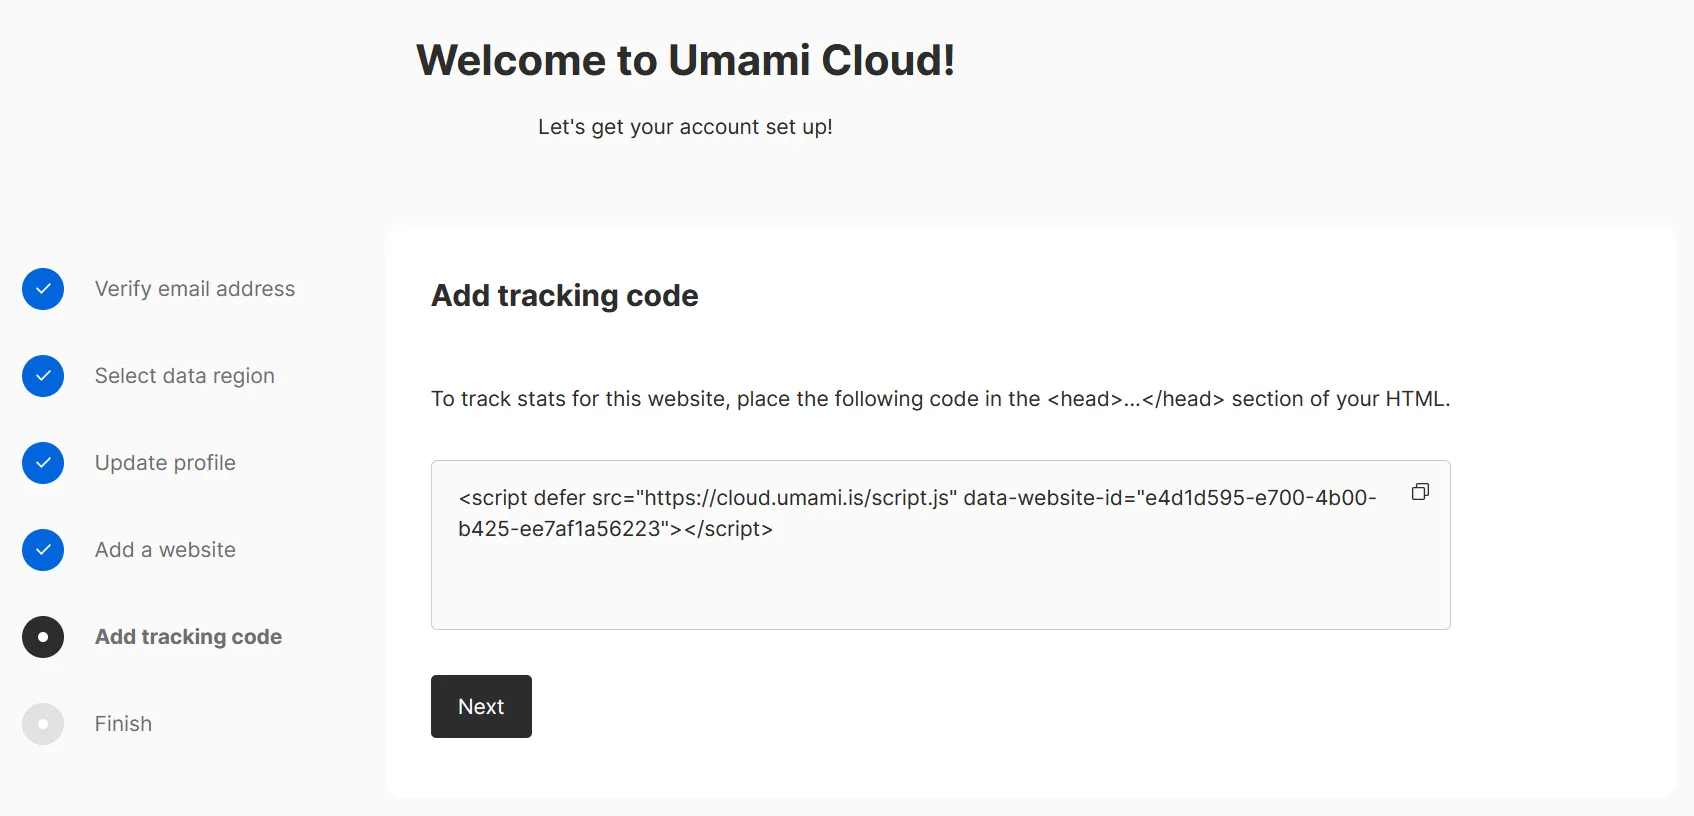 Welcome to Umami Cloud!
Let's get your account set up!
Verify email address
Select data region
Update profile
Add a website
Add tracking code
Finish
Add tracking code
To track stats for this website, place the following code in the <head>...</head> section of your HTML.
<script defer src="https://cloud.umami.is/script.js" data-website-id="e4d1d595-e700-4b00-
b425-ee7af1a56223"></script>
Next